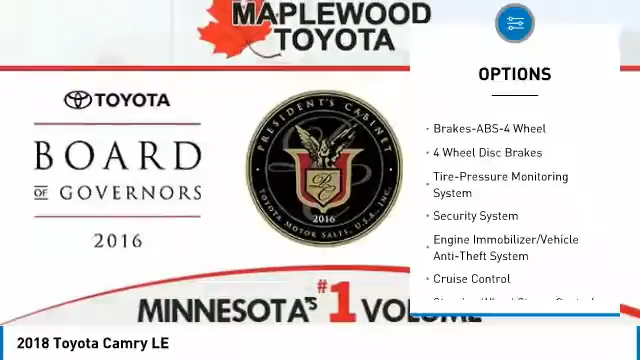 MAPLEWOOD
TOYOTA
TOYOTA
BOARD
OF GOVERNORS
2016
PRESIDENT'S CABINET
PC
2016
TOYOTA MOTOR SALES, U.S.A., INC.
MINNESOTA'S #1 VOLUME
OPTIONS
Brakes-ABS-4 Wheel
4 Wheel Disc Brakes
Tire-Pressure Monitoring
System
Security System
Engine Immobilizer/Vehicle
Anti-Theft System
Cruise Control
2018 Toyota Camry LE